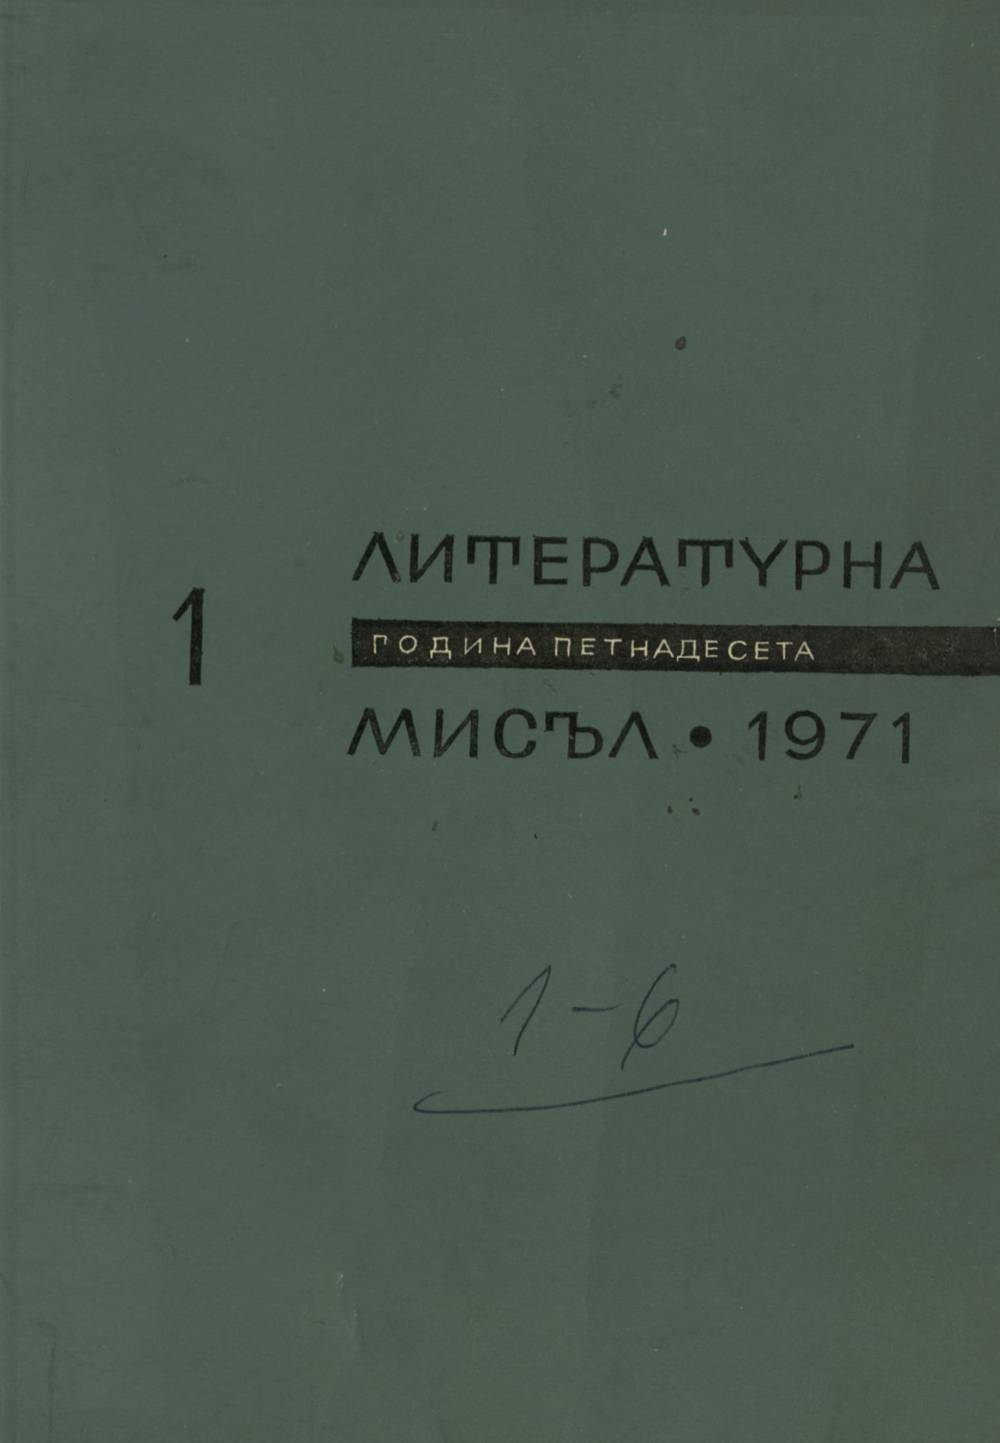 1
ЛИТЕРАТУРНА
ГОДИНА ПЕТНАДЕСЕТА
МИСЪЛ • 1971
1-6